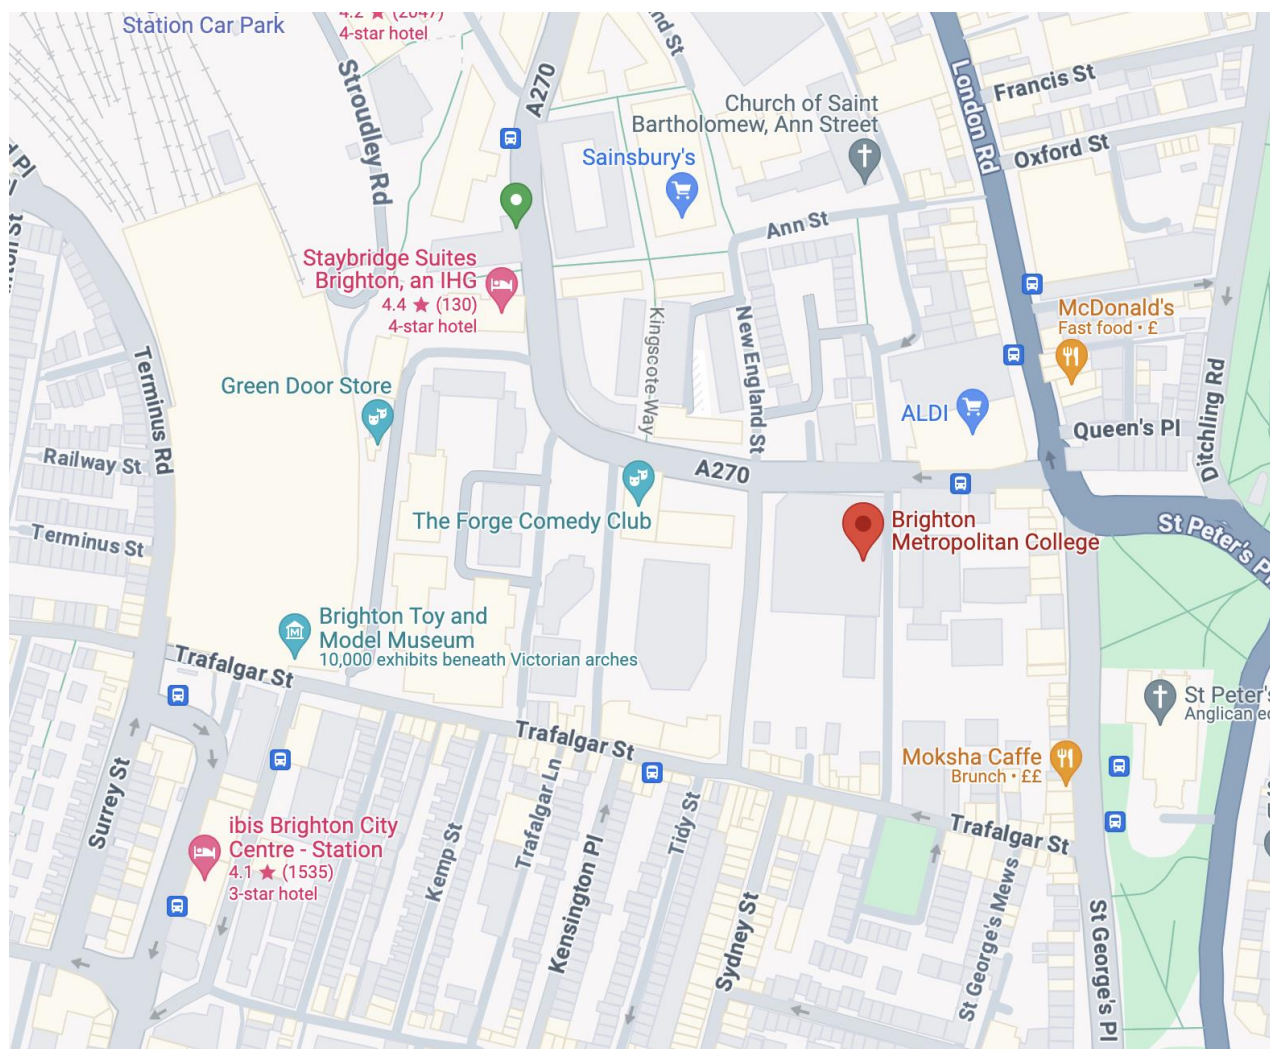 Station Car Park
4.2 ★ (2047)
4-star hotel
Stroudley Rd
A270
nd St
London Rd
Francis St
Church of Saint
Bartholomew, Ann Street
Oxford St
Sainsbury's
Ann St
d Pl
Staybridge Suites
Brighton, an IHG
4.4 ★ (130)
4-star hotel
McDonald's
Fast food • £
Kingscote Way
New England St
Terminus Rd
Green Door Store
ALDI
Queen's Pl
Ditchling Rd
Railway St
A270
The Forge Comedy Club
Brighton
Metropolitan College
St Peter's P
Terminus St
Brighton Toy and
Model Museum
10,000 exhibits beneath Victorian arches
Trafalgar St
St Peter's
Anglican
Trafalgar St
Moksha Caffe
Brunch • ££
Surrey St
Trafalgar Ln
Tidy St
Trafalgar St
ibis Brighton City
Centre - Station
4.1 ★ (1535)
3-star hotel
Kemp St
Kensington Pl
Sydney St
St George's Mews
St George's Pl